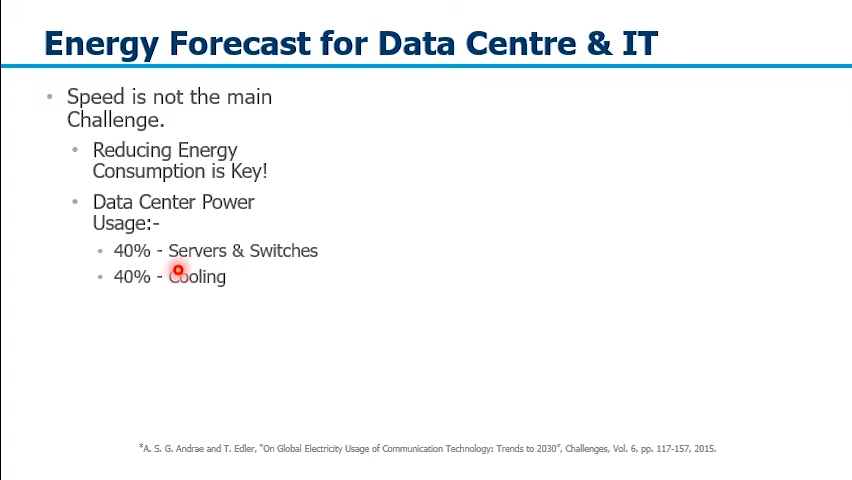 Energy Forecast for Data Centre & IT
• Speed is not the main
Challenge.
• Reducing Energy
Consumption is Key!
• Data Center Power
Usage:-
• 40% - Servers & Switches
• 40% - Cooling
*A. S. G. Andrae and T. Edler, "On Global Electricity Usage of Communication Technology: Trends to 2030", Challenges, Vol. 6, pp. 117-157, 2015.